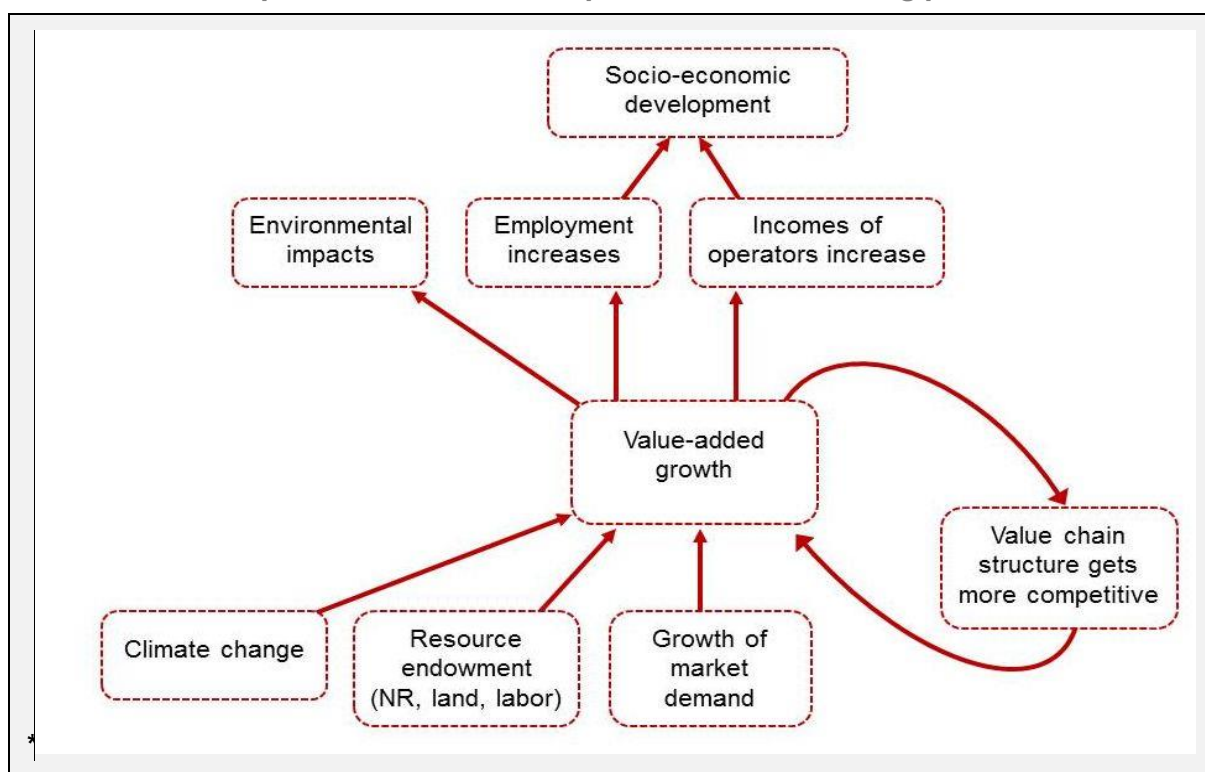 Socio-economic
development
Environmental
impacts
Employment
increases
Incomes of
operators increase
Value-added
growth
Value chain
structure gets
more competitive
Climate change
Resource
endowment
(NR, land, labor)
Growth of
market
demand
*